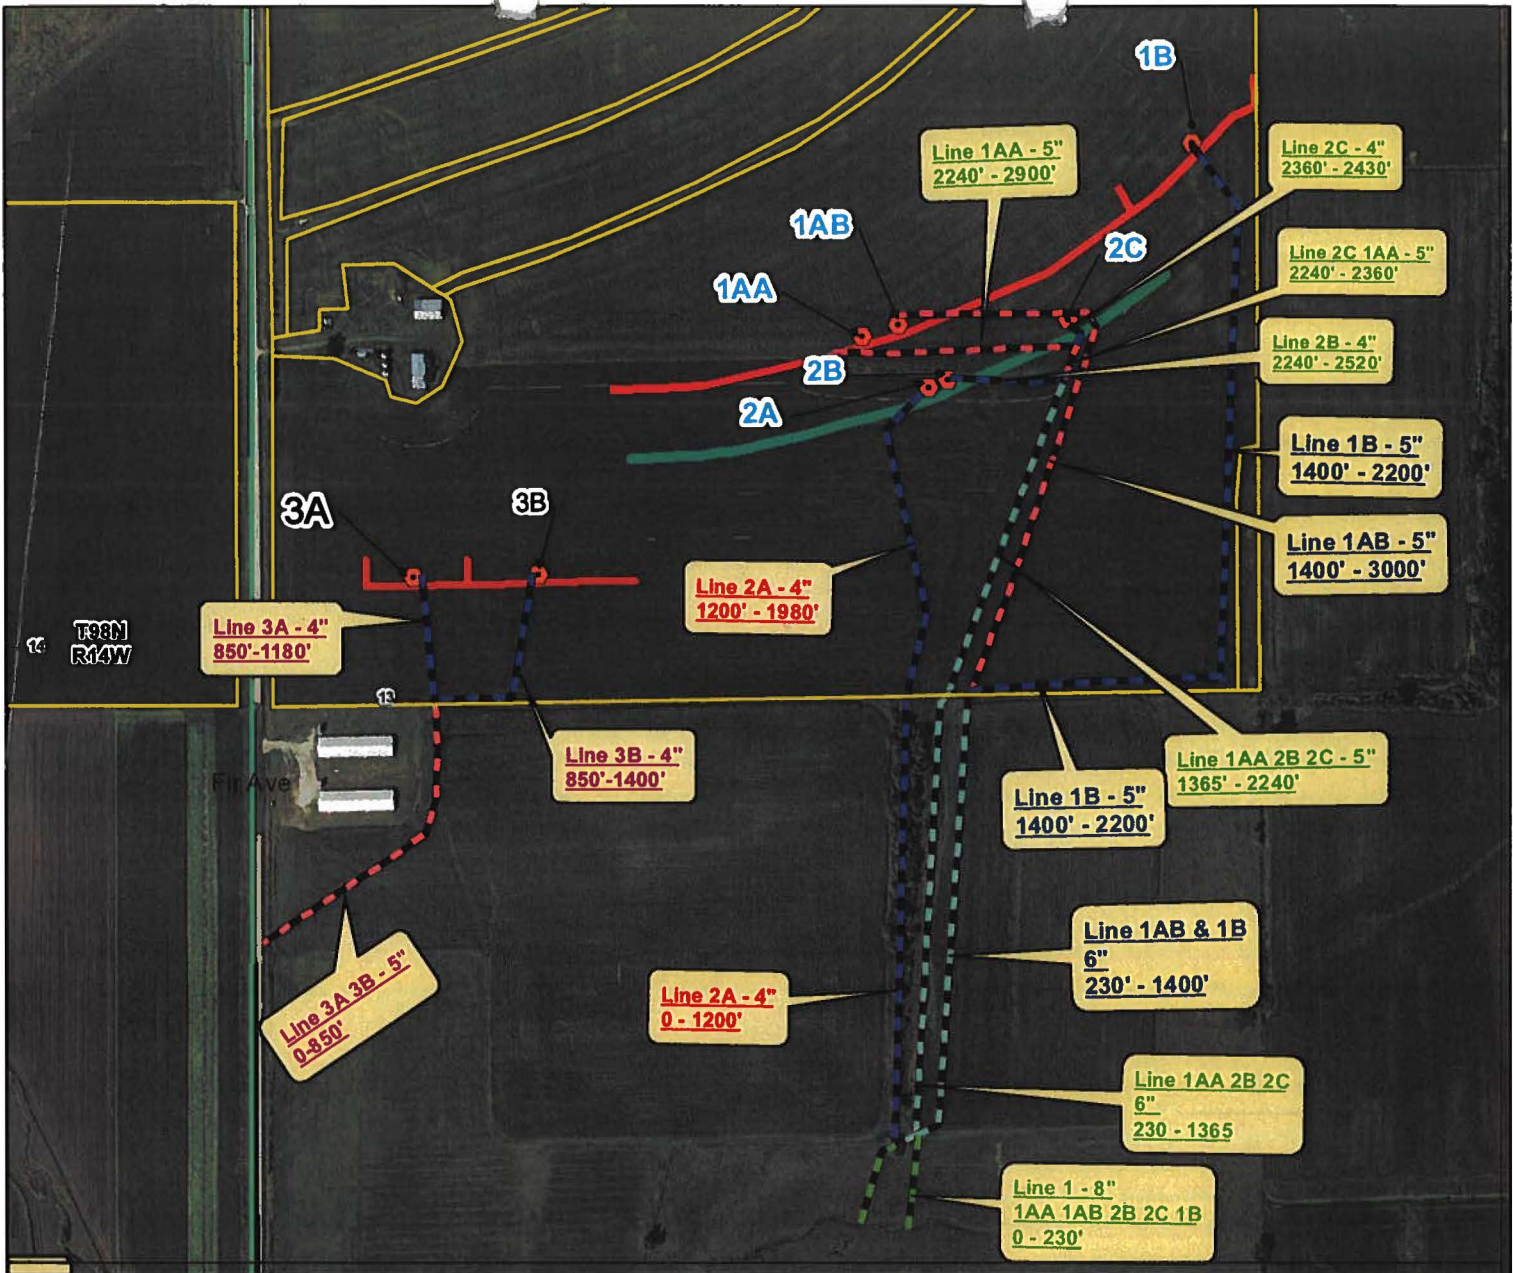 1B
Line 1AA - 5"
2240' - 2900'
Line 2C - 4"
2360' - 2430'
1AB
2C
Line 2C 1AA - 5"
2240' - 2360'
1AA
Line 2B - 4"
2240' - 2520'
2B
2A
Line 1B - 5"
1400' - 2200'
3A
3B
Line 1AB - 5"
1400' - 3000'
Line 2A - 4"
1200' - 1980'
Line 3A - 4"
850'-1180'
14
T98N
R14W
13
Line 3B - 4"
850'-1400'
Line 1AA 2B 2C - 5"
1365' - 2240'
Fir Ave
Line 1B - 5"
1400' - 2200'
Line 1AB & 1B
6"
230' - 1400'
Line 3A 3B - 5"
0-850'
Line 2A - 4"
0 - 1200'
Line 1AA 2B 2C
6"
230 - 1365
Line 1 - 8"
1AA 1AB 2B 2C 1B
0 - 230'